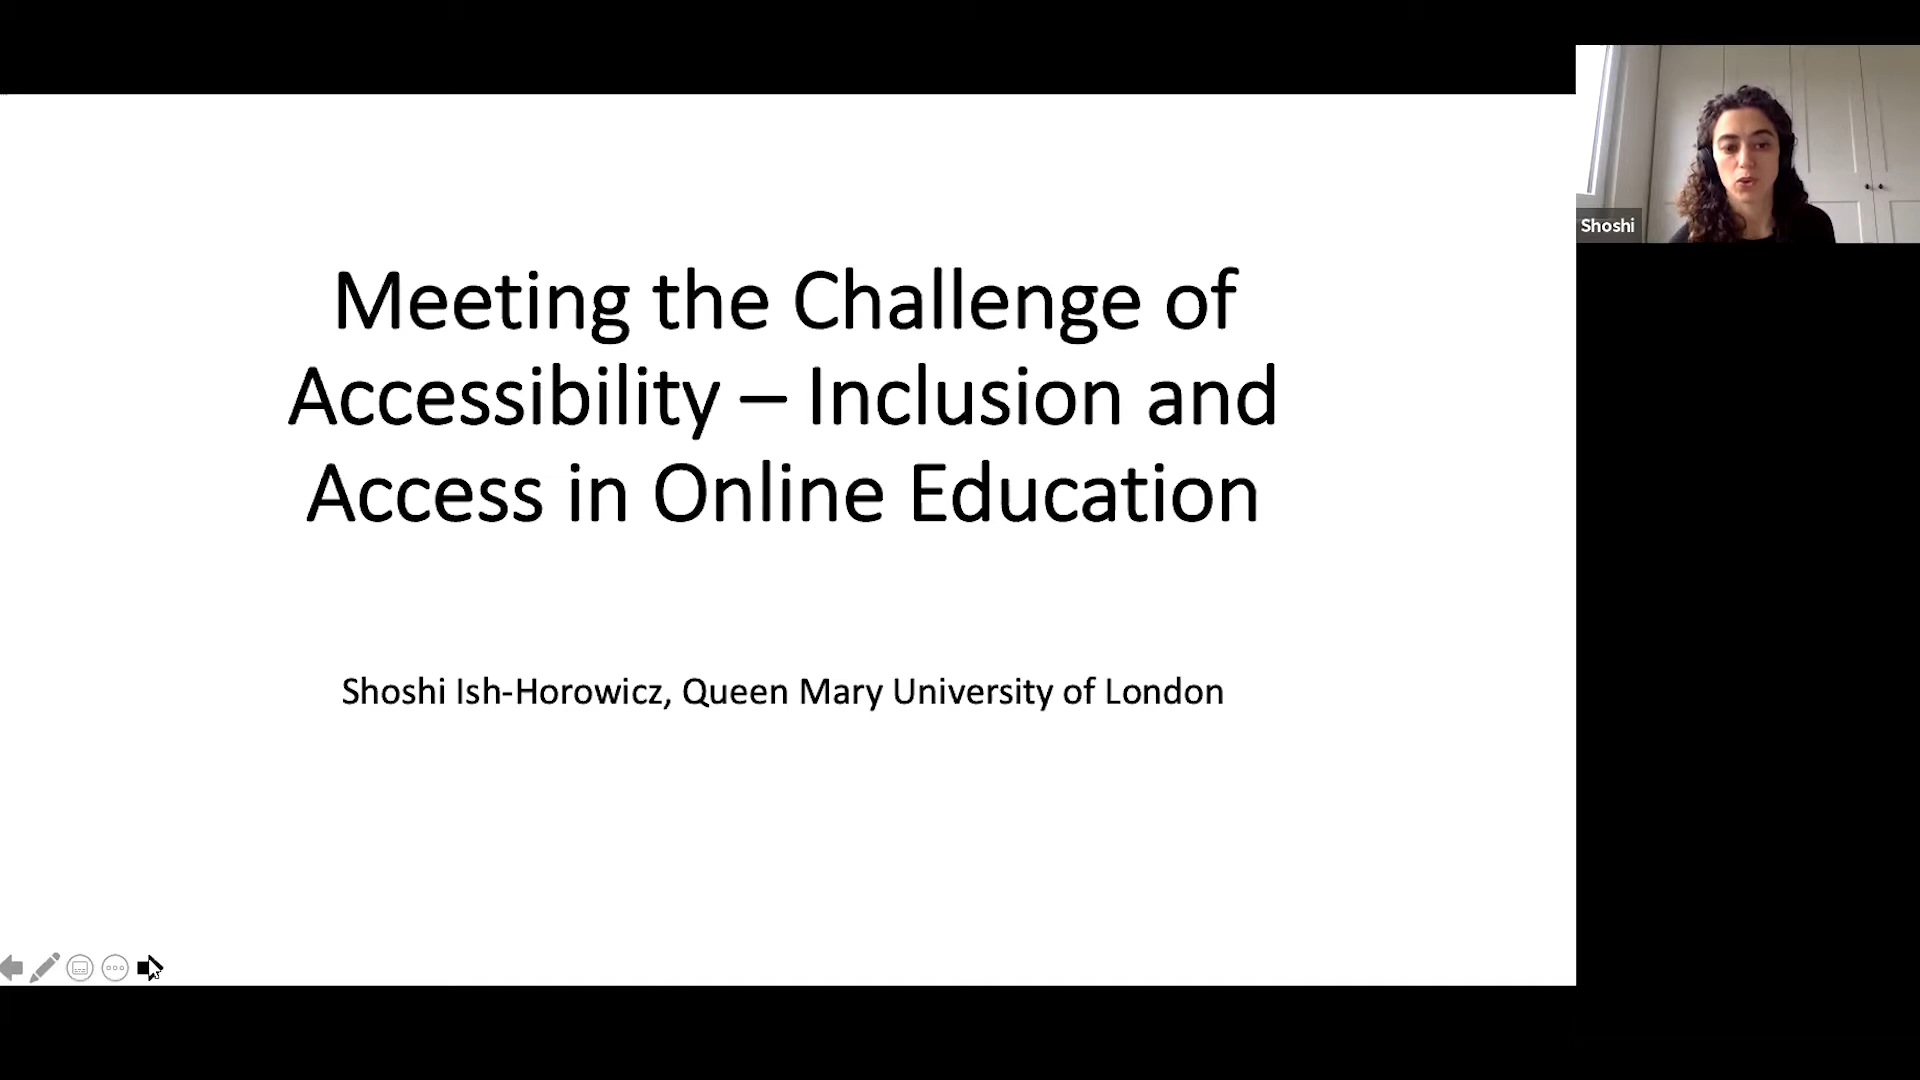 Meeting the Challenge of
Accessibility – Inclusion and
Access in Online Education
Shoshi Ish-Horowicz, Queen Mary University of London
Shoshi